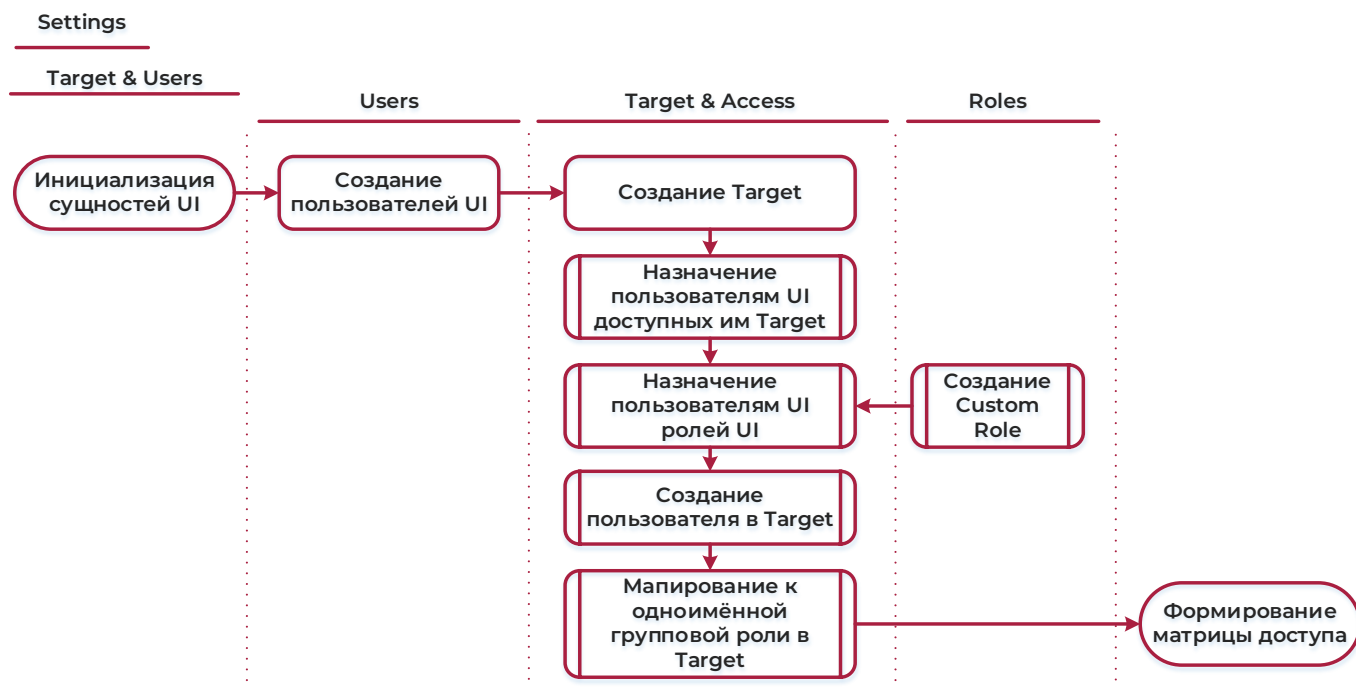 Settings
Target & Users
Users
Target & Access
Roles
Инициализация
сущностей UI
Создание
пользователей UI
Создание Target
Назначение
пользователям UI
доступных им Target
Назначение
пользователям UI
ролей UI
Создание
Custom
Role
Создание
пользователя в Target
Мапирование к
одноимённой
групповой роли в
Target
Формирование
матрицы доступа